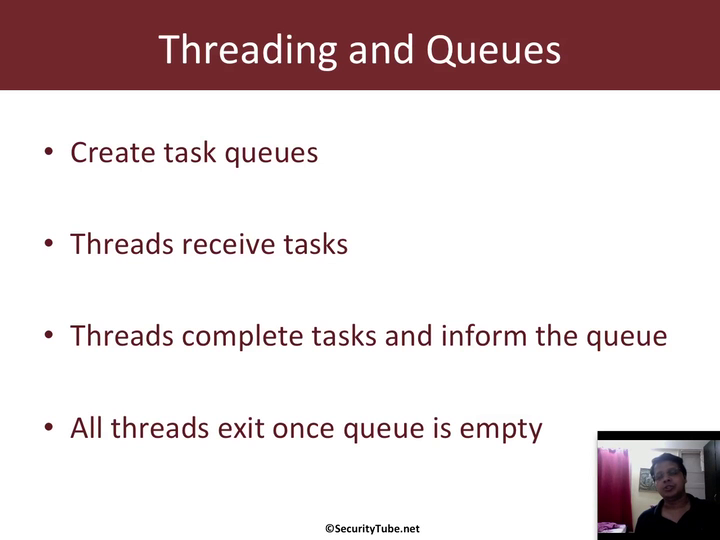 Threading and Queues
• Create task queues
• Threads receive tasks
• Threads complete tasks and inform the queue
• All threads exit once queue is empty
©SecurityTube.net